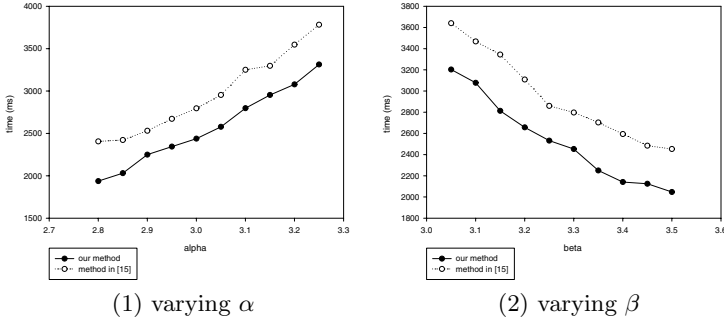 4000
3500
3000
2500
2000
1500
time (ms)
2.7 2.8 2.9 3.0 3.1 3.2 3.3
alpha
our method
method in [15]
(1) varying α
3800
3600
3400
3200
3000
2800
2600
2400
2200
2000
1800
time (ms)
3.0 3.1 3.2 3.3 3.4 3.5 3.6
beta
our method
method in [15]
(2) varying β